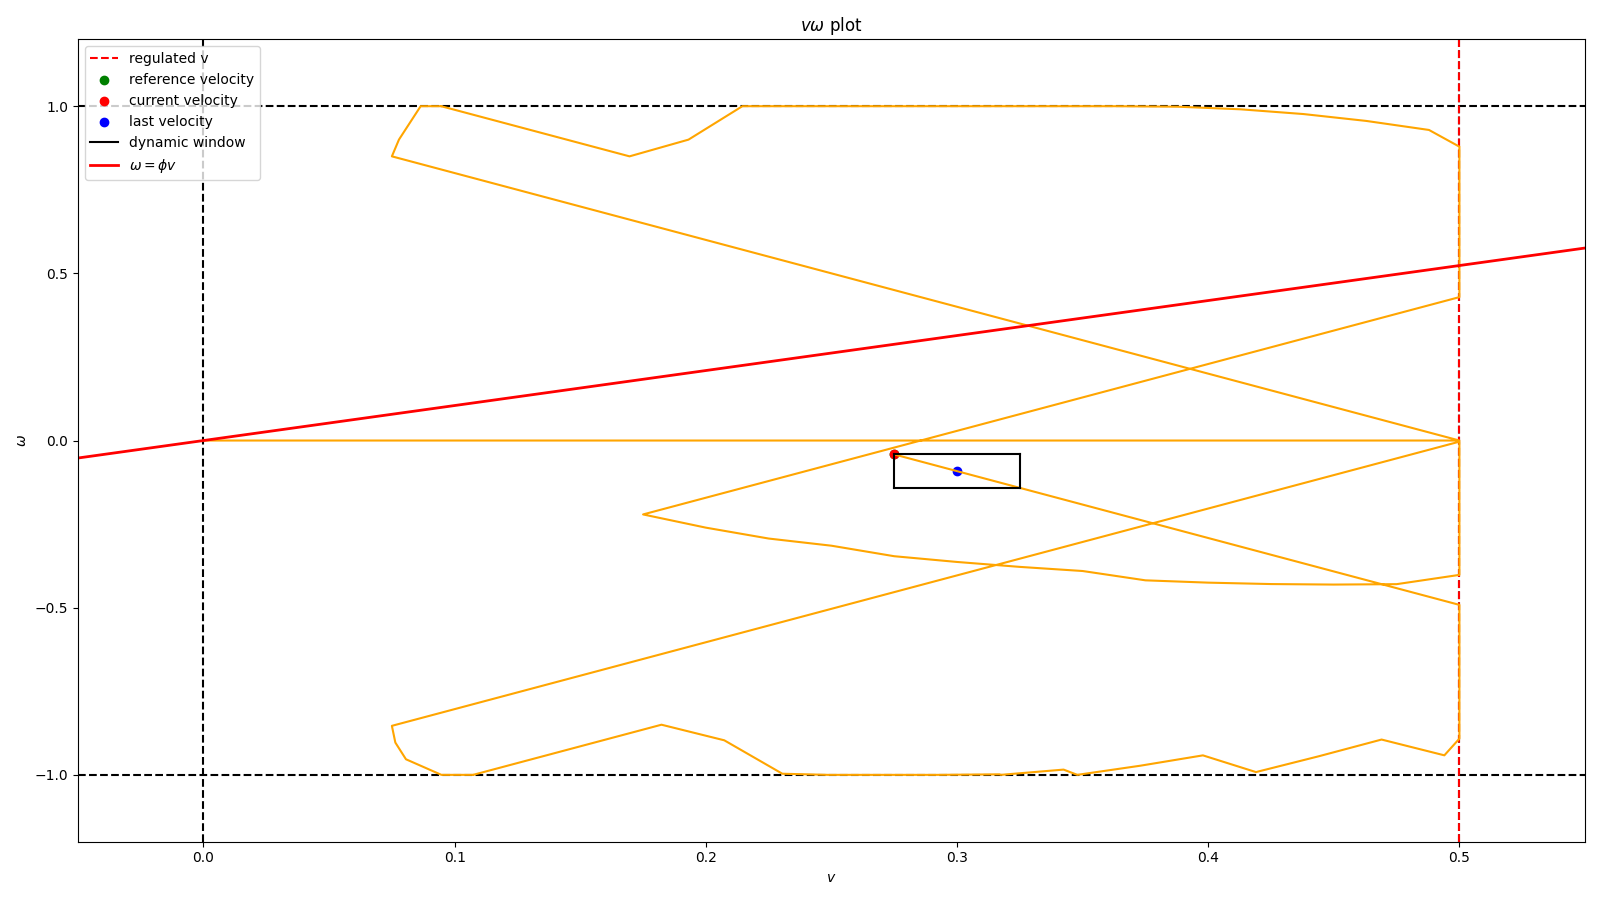 vω plot
regulated v
reference velocity
current velocity
last velocity
dynamic window
ω = ϕv
1.0
0.5
0.0
−0.5
−1.0
ω
0.0 0.1 0.2 0.3 0.4 0.5
v